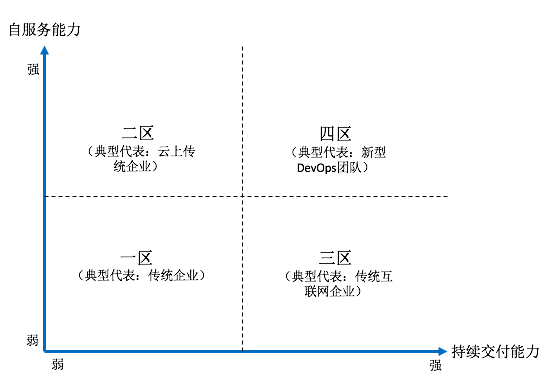 自服务能力
强
二区
（典型代表：云上传
统企业）
四区
（典型代表：新型
DevOps团队）
一区
（典型代表：传统企业）
三区
（典型代表：传统互
联网企业）
弱
弱
强
持续交付能力